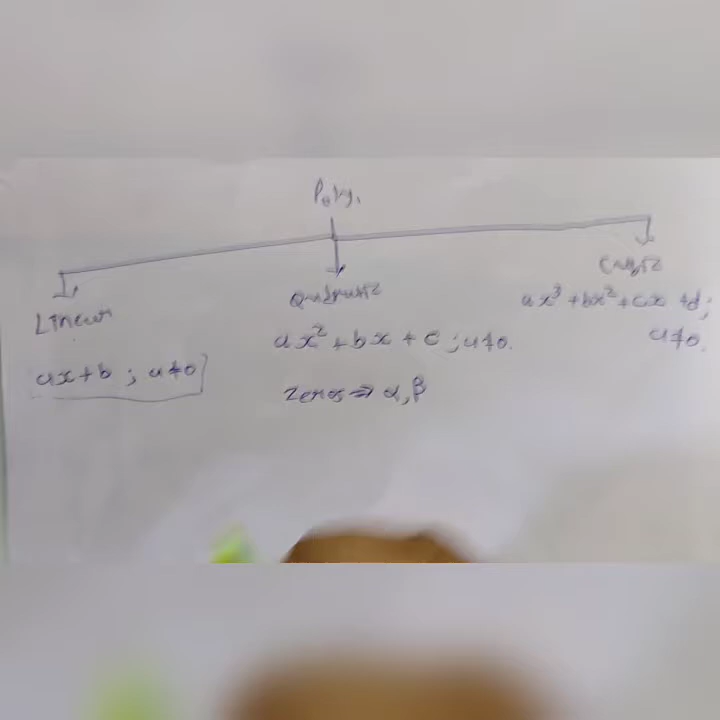 Poly.
Linear
Quadratic
Cubic
ax+b ; a≠0
ax² + bx + c ; a≠0.
ax³ +bx² +cx +d;
a≠0.
Zeros ⇒ α, β